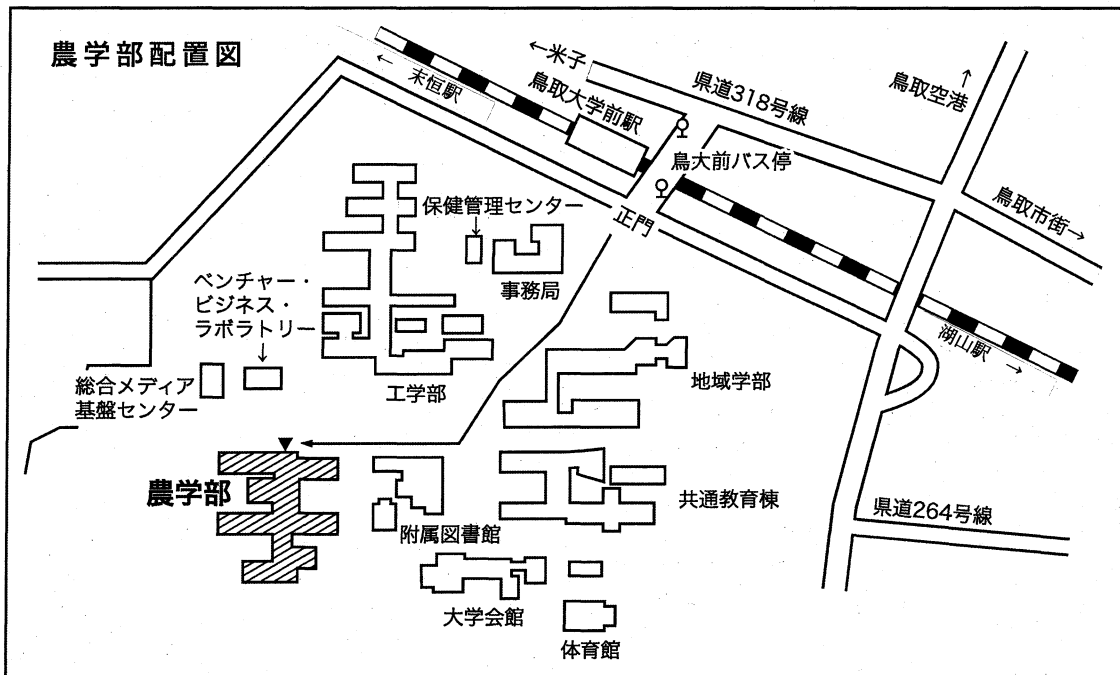 農学部配置図
←米子
県道318号線
鳥取空港
↑
←
末恒駅
鳥取大学前駅
鳥大前バス停
鳥取市街→
正門
保健管理センター
↓
事務局
ベンチャー・
ビジネス・
ラボラトリー
↓
湖山駅
→
総合メディア
基盤センター
工学部
地域学部
農学部
附属図書館
共通教育棟
県道264号線
大学会館
体育館